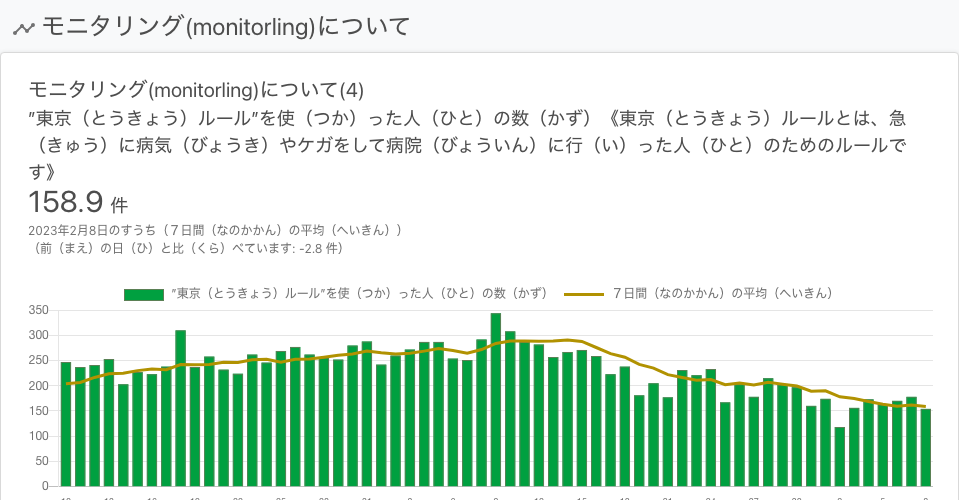 モニタリング(monitorling)について
モニタリング(monitorling)について(4)
”東京（とうきょう）ルール”を使（つか）った人（ひと）の数（かず）《東京（とうきょう）ルールとは、急
（きゅう）に病気（びょうき）やケガをして病院（びょういん）に行（い）った人（ひと）のためのルールで
す》
158.9 件
2023年2月8日のすうち（７日間（なのかかん）の平均（へいきん））
（前（まえ）の日（ひ）と比（くら）べています: -2.8 件）
”東京（とうきょう）ルール”を使（つか）った人（ひと）の数（かず） ７日間（なのかかん）の平均（へいきん）
350
300
250
200
150
100
50
0